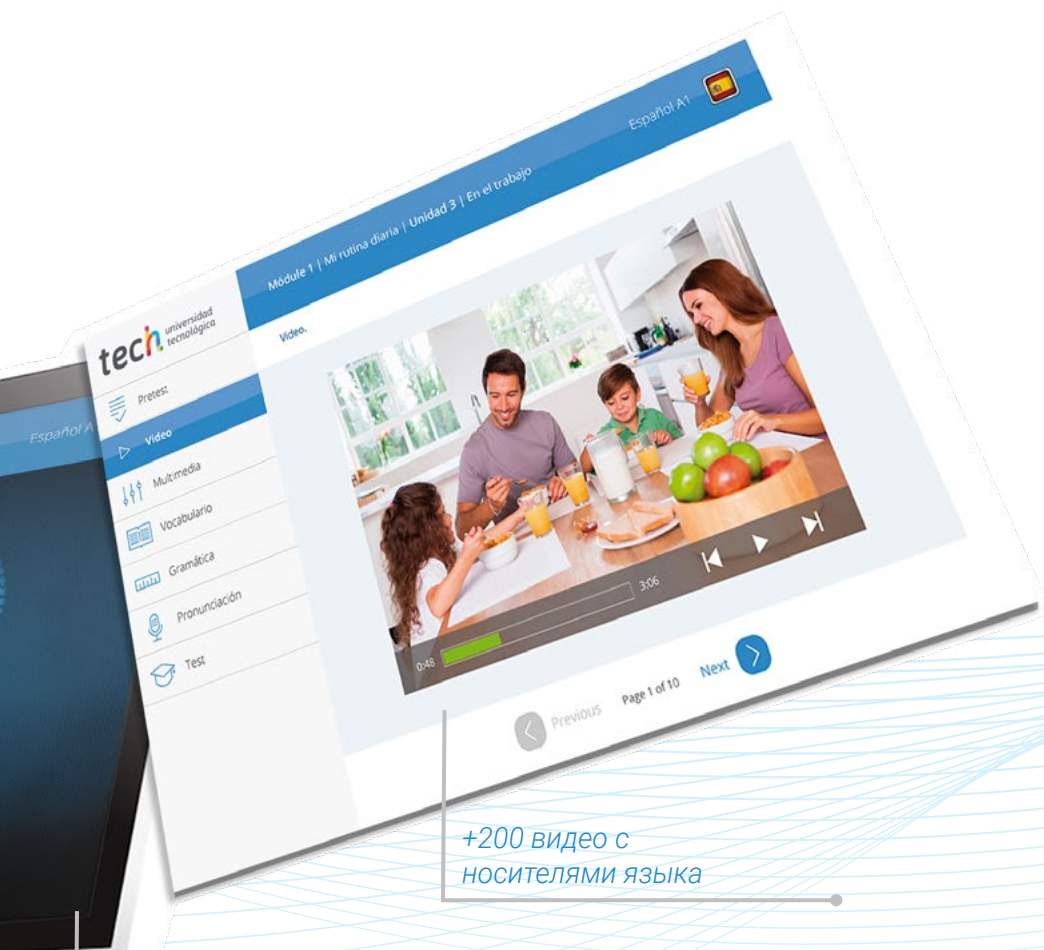 Español A1
Módule 1 | Mi rutina diaria | Unidad 3 | En el trabajo
tech universidad
tecnológica
Video.
Pretest
Video
Multimedia
Vocabulario
Gramática
Pronunciación
Test
0:48
3:06
Previous
Page 1 of 10
Next
Español A
+200 видео с
носителями языка